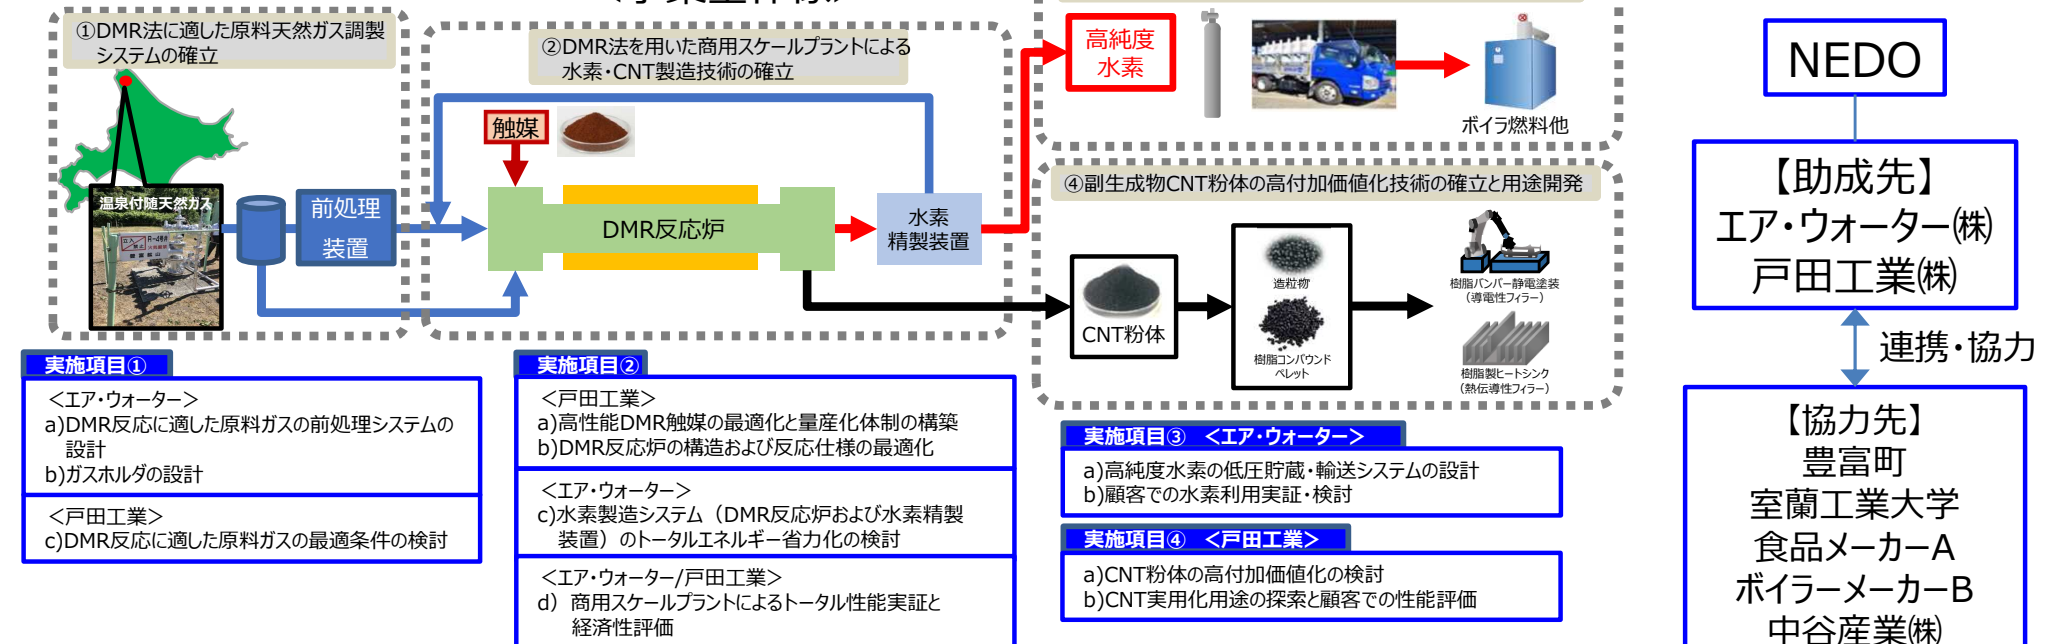 ①DMR法に適した原料天然ガス調製
システムの確立
温泉付随天然ガス
前処理
装置
②DMR法を用いた商用スケールプラントによる
水素・CNT製造技術の確立
触媒
DMR反応炉
水素
精製装置
高純度
水素
ボイラ燃料他
④副生成物CNT粉体の高付加価値化技術の確立と用途開発
CNT粉体
造粒物
樹脂コンパウンド
ペレット
樹脂バンパー静電塗装
（導電性フィラー）
樹脂製ヒートシンク
（熱伝導性フィラー）
実施項目①
＜エア・ウォーター＞
a)DMR反応に適した原料ガスの前処理システムの
設計
b)ガスホルダの設計
＜戸田工業＞
c)DMR反応に適した原料ガスの最適条件の検討
実施項目②
＜戸田工業＞
a)高性能DMR触媒の最適化と量産化体制の構築
b)DMR反応炉の構造および反応仕様の最適化
＜エア・ウォーター＞
c)水素製造システム（DMR反応炉および水素精製
装置）のトータルエネルギー省力化の検討
＜エア・ウォーター/戸田工業＞
d）商用スケールプラントによるトータル性能実証と
経済性評価
実施項目③　＜エア・ウォーター＞
a)高純度水素の低圧貯蔵・輸送システムの設計
b)顧客での水素利用実証・検討
実施項目④　＜戸田工業＞
a)CNT粉体の高付加価値化の検討
b)CNT実用化用途の探索と顧客での性能評価
NEDO
【助成先】
エア・ウォーター㈱
戸田工業㈱
連携・協力
【協力先】
豊富町
室蘭工業大学
食品メーカーA
ボイラーメーカーB
中谷産業㈱